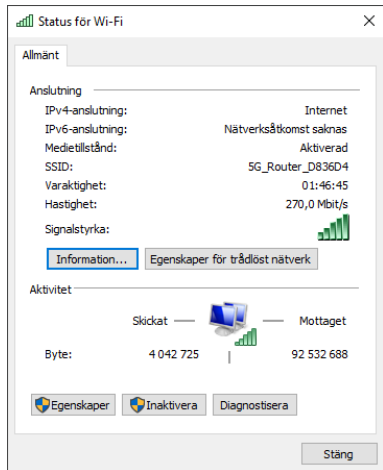 Status för Wi-Fi
Allmänt
Anslutning
IPv4-anslutning: Internet
IPv6-anslutning: Nätverksåtkomst saknas
Medietillstånd: Aktiverad
SSID: 5G_Router_D836D4
Varaktighet: 01:46:45
Hastighet: 270,0 Mbit/s
Signalstyrka:
Information... Egenskaper för trådlöst nätverk
Aktivitet
Skickat Mottaget
Byte: 4 042 725 92 532 688
Egenskaper Inaktivera Diagnostisera
Stäng